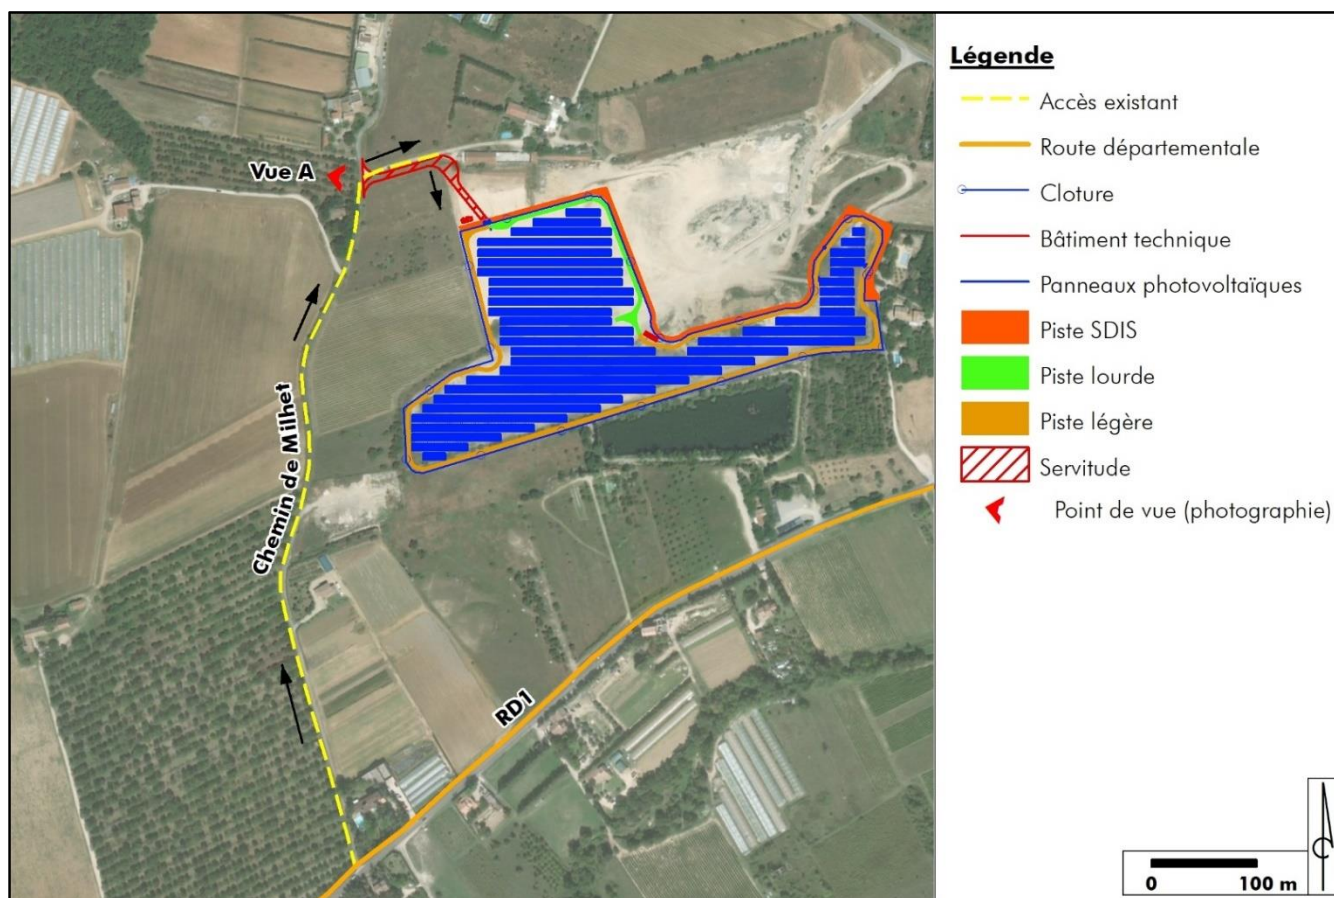 Vue A
Chemin de Milhet
RD1
Légende
Accès existant
Route départementale
Cloture
Bâtiment technique
Panneaux photovoltaïques
Piste SDIS
Piste lourde
Piste légère
Servitude
Point de vue (photographie)
0 100 m